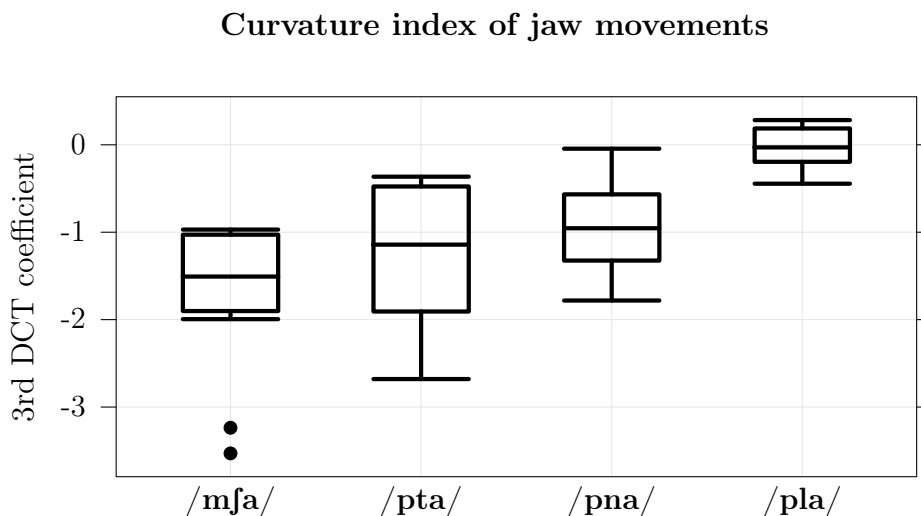 Curvature index of jaw movements
3rd DCT coefficient
0
-1
-2
-3
/mʃa/ /pta/ /pna/ /pla/